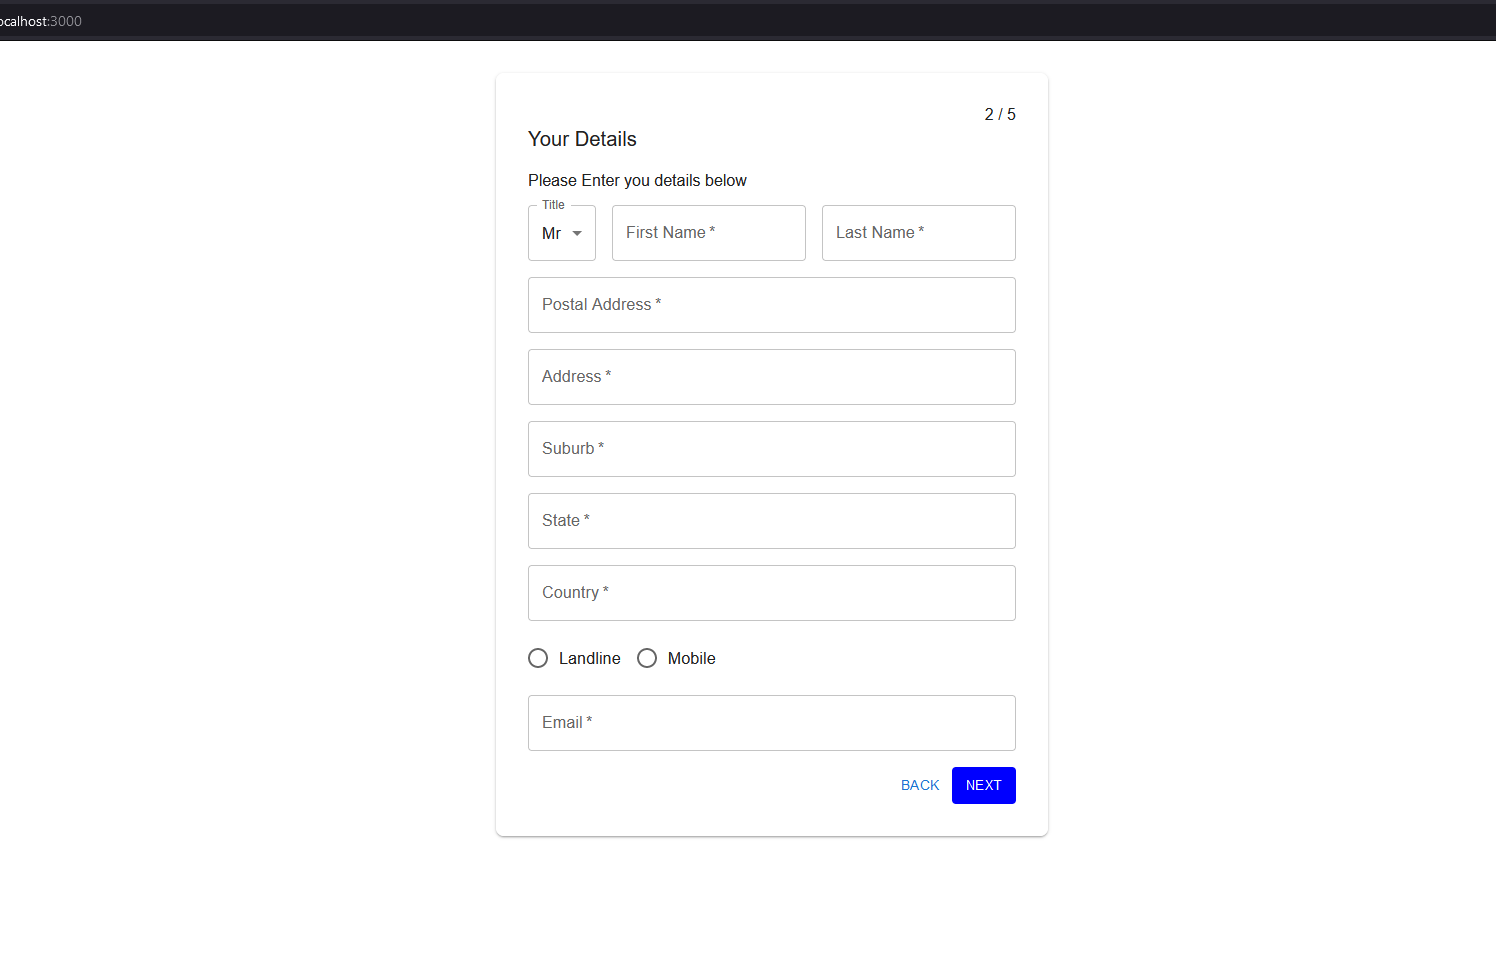 ocalhost:3000
2 / 5
Your Details
Please Enter you details below
Title
Mr First Name * Last Name *
Postal Address *
Address *
Suburb *
State *
Country *
Landline Mobile
Email *
BACK NEXT